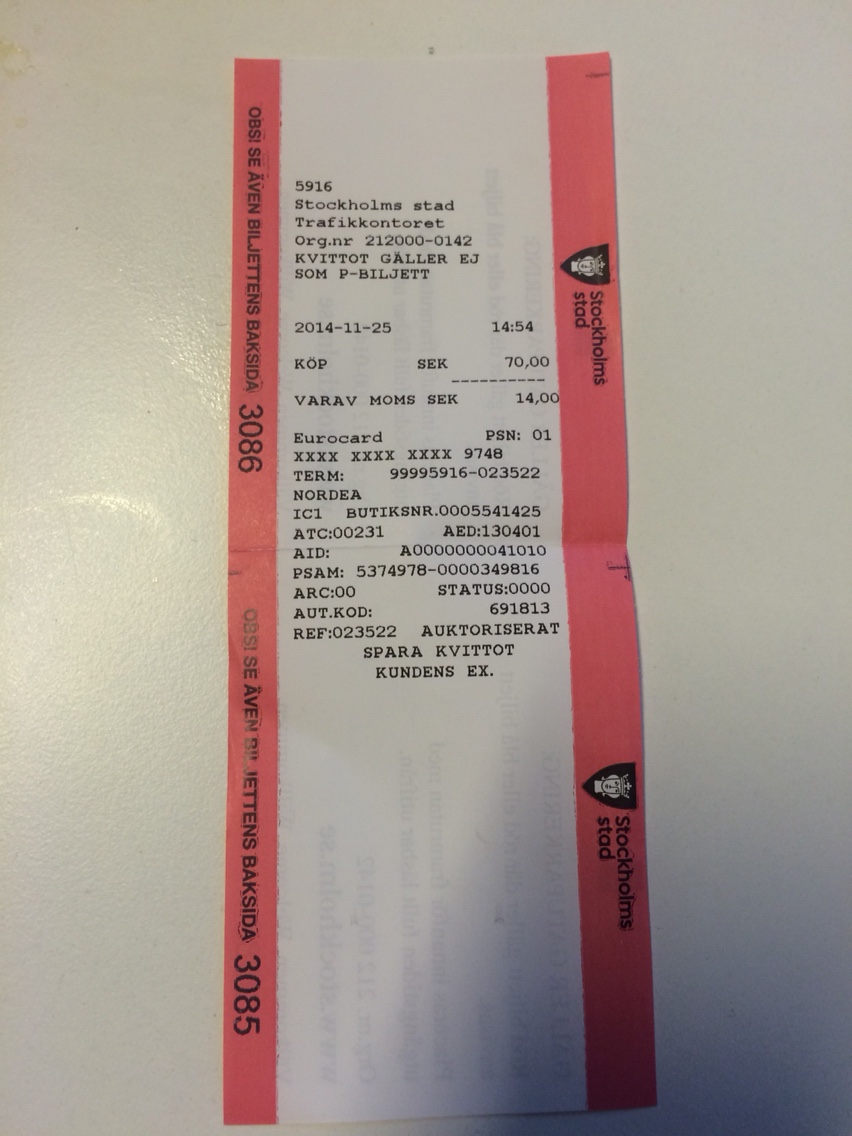 5916
Stockholms stad
Trafikkontoret
Org.nr 212000-0142
KVITTOT GÄLLER EJ
SOM P-BILJETT
2014-11-25 14:54
KÖP SEK 70,00
----------
VARAV MOMS SEK 14,00
Eurocard PSN: 01
XXXX XXXX XXXX 9748
TERM: 99995916-023522
NORDEA
IC1 BUTIKSNR.0005541425
ATC:00231 AED:130401
AID: A0000000041010
PSAM: 5374978-0000349816
ARC:00 STATUS:0000
AUT.KOD: 691813
REF:023522 AUKTORISERAT
SPARA KVITTOT
KUNDENS EX.
OBS! SE ÄVEN BILJETTENS BAKSIDA 3086
OBS! SE ÄVEN BILJETTENS BAKSIDA 3085
Stockholms
stad
Stockholms
stad
www.stockholm.se